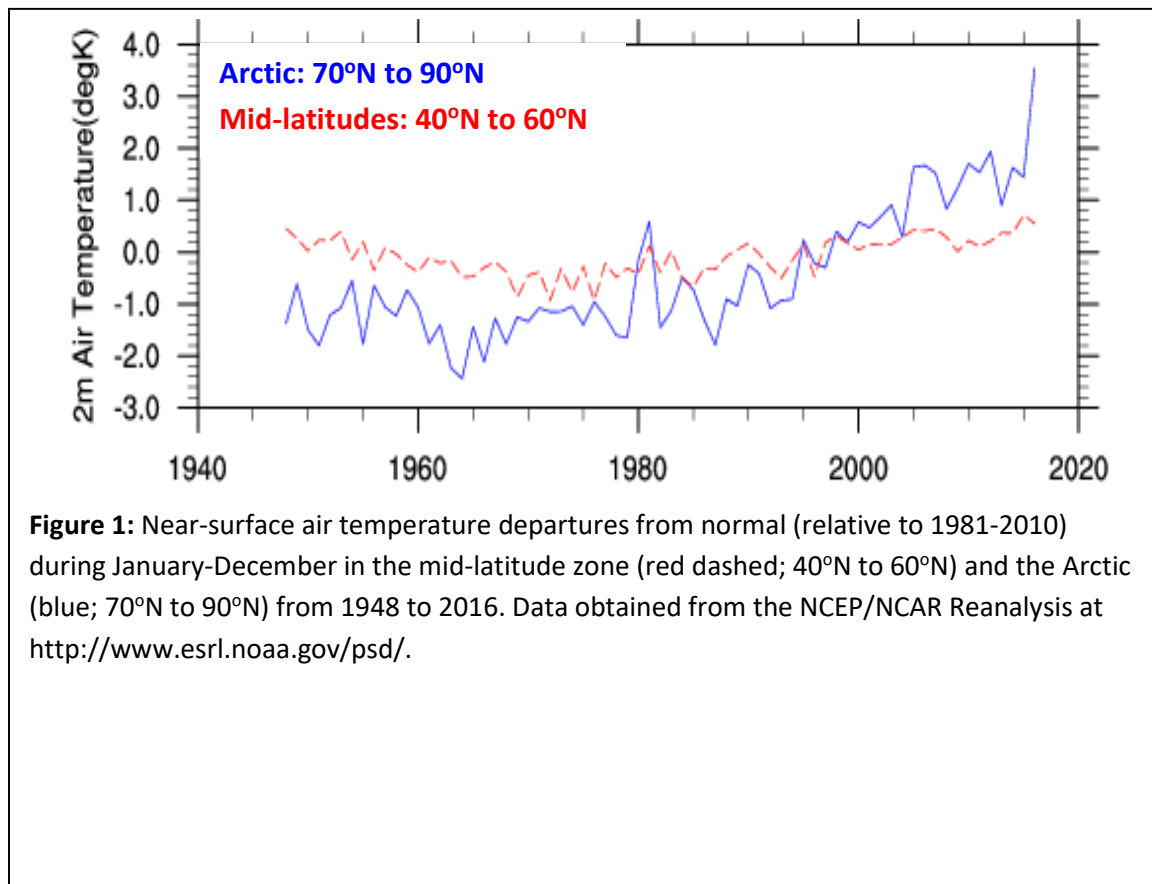 4.0
3.0
2.0
1.0
0.0
-1.0
-2.0
-3.0
2m Air Temperature(degK)
Arctic: 70ºN to 90ºN
Mid-latitudes: 40ºN to 60ºN
1940 1960 1980 2000 2020
Figure 1: Near-surface air temperature departures from normal (relative to 1981-2010)
during January-December in the mid-latitude zone (red dashed; 40ºN to 60ºN) and the Arctic
(blue; 70ºN to 90ºN) from 1948 to 2016. Data obtained from the NCEP/NCAR Reanalysis at
http://www.esrl.noaa.gov/psd/.